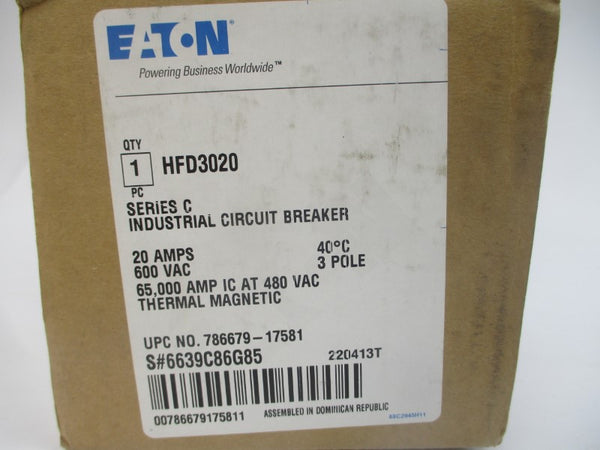 EATON
Powering Business Worldwide™
QTY
1 HFD3020
PC
SERIES C
INDUSTRIAL CIRCUIT BREAKER
20 AMPS 40°C
600 VAC 3 POLE
65,000 AMP IC AT 480 VAC
THERMAL MAGNETIC
UPC NO. 786679-17581
S#6639C86G85 220413T
00786679175811 ASSEMBLED IN DOMINICAN REPUBLIC